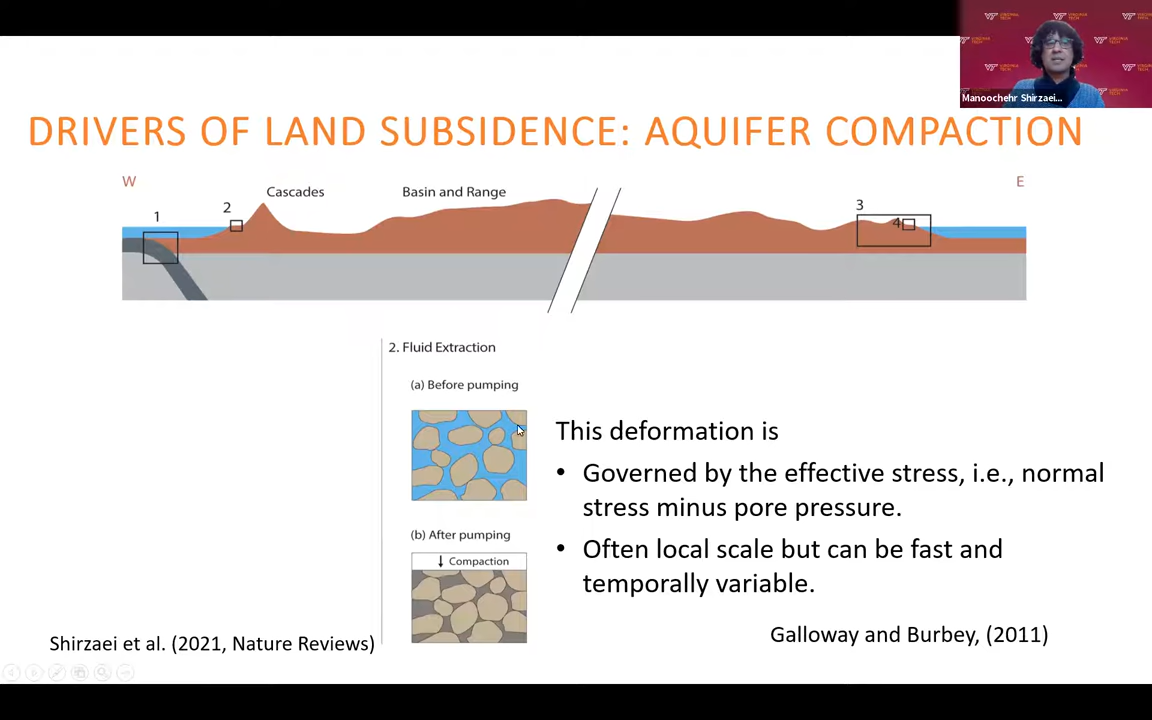 VIRGINIA TECH
Manoochehr Shirzaei...
DRIVERS OF LAND SUBSIDENCE: AQUIFER COMPACTION
W
E
Cascades
Basin and Range
1
2
3
4
2. Fluid Extraction
(a) Before pumping
This deformation is
• Governed by the effective stress, i.e., normal
stress minus pore pressure.
(b) After pumping
• Often local scale but can be fast and
Compaction
temporally variable.
Shirzaei et al. (2021, Nature Reviews)
Galloway and Burbey, (2011)